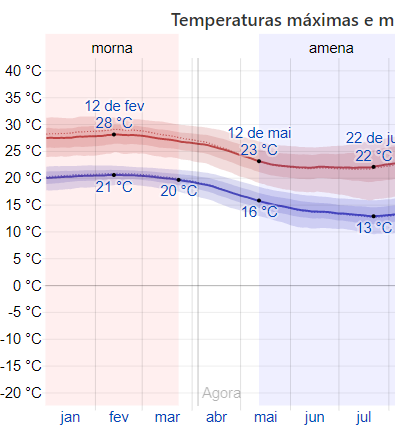 Temperaturas máximas e m
morna
amena
40 °C
35 °C
30 °C
25 °C
20 °C
15 °C
10 °C
5 °C
0 °C
-5 °C
-10 °C
-15 °C
-20 °C
12 de fev
28 °C
12 de mai
23 °C
22 de ju
22 °C
21 °C
20 °C
16 °C
13 °C
Agora
jan
fev
mar
abr
mai
jun
jul